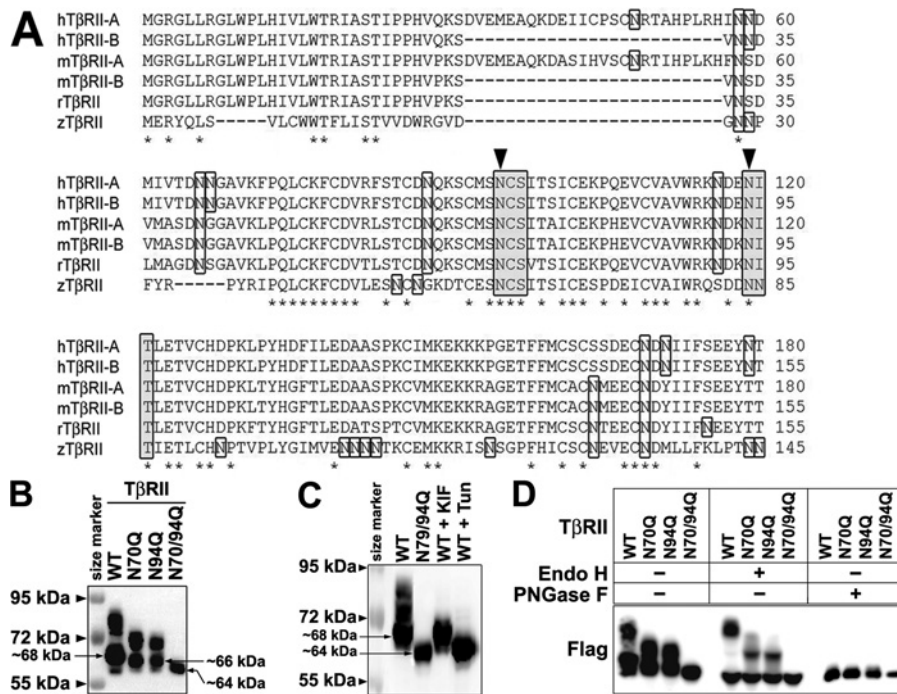 A
hTβRII-A MGRGLLRGLWPLHIVLWTRIASTIPPHVQKSDVEMEAQKDEIICPSCNRTAHPLRHINND 60
hTβRII-B MGRGLLRGLWPLHIVLWTRIASTIPPHVQKS-------------------------VNND 35
mTβRII-A MGRGLLRGLWPLHIVLWTRIASTIPPHVPKSDVEMEAQKDASIHVSCNRTIHPLKHFNSD 60
mTβRII-B MGRGLLRGLWPLHIVLWTRIASTIPPHVPKS-------------------------VNSD 35
rTβRII MGRGLLRGLWPLHIVLWTRIASTIPPHVPKS-------------------------VNSD 35
zTβRII MERYQLS-----VLCWWTFLISTVVDWRGVD-------------------------GNNP 30
* * * ** ** *
hTβRII-A MIVTDNNGAVKFPQLCKFCDVRFSTCDNQKSCMSNCSITSICEKPQEVCVAVWRKNDENI 120
hTβRII-B MIVTDNNGAVKFPQLCKFCDVRFSTCDNQKSCMSNCSITSICEKPQEVCVAVWRKNDENI 95
mTβRII-A VMASDNGGAVKLPQLCKFCDVRLSTCDNQKSCMSNCSITAICEKPQEVCVAVWRKNDKNI 120
mTβRII-B VMASDNGGAVKLPQLCKFCDVRLSTCDNQKSCMSNCSITAICEKPQEVCVAVWRKNDKNI 95
rTβRII LMAGDNSGAVKLPQLCKFCDVTLSTCDNQKSCMSNCSVTSICEKPQEVCVAVWRKNDKNI 95
zTβRII FYR-----PYRIPQLCKFCDVLESNCNGKDTCESNCSITSICESPDEVCIAVWRQSDDNN 85
********* * * * * **** * *** * *** **** * *
hTβRII-A TLETVCHDPKLPYHDFILEDAASPKCIMKEKKKPGETFFMCSCSSDECNDNIIFSEEYNT 180
hTβRII-B TLETVCHDPKLPYHDFILEDAASPKCIMKEKKKPGETFFMCSCSSDECNDNIIFSEEYNT 155
mTβRII-A TLETVCHDPKLTYHGFTLEDAASPKCVMKEKKRAGETFFMCACNMEECNDYIIFSEEYTT 180
mTβRII-B TLETVCHDPKLTYHGFTLEDAASPKCVMKEKKRAGETFFMCACNMEECNDYIIFSEEYTT 155
rTβRII TLETVCHDPKFTYHGFTLEDATSPTCVMKEKKRAGETFFMCSCNTEECNDYIIFNEEYTT 155
zTβRII TIETLCHNPTVPLYGIMVENNNNTKCEMKKRISNSGPFHICSCNEVECNDMLLFKLPTNN 145
* ** ** * * * ** * * * **** *
B
TβRII
size marker
WT
N70Q
N94Q
N70/94Q
95 kDa
72 kDa
~68 kDa
55 kDa
~66 kDa
~64 kDa
C
size marker
WT
N79/94Q
WT + KIF
WT + Tun
95 kDa
72 kDa
~68 kDa
~64 kDa
55 kDa
D
TβRII
WT N70Q N94Q N70/94Q WT N70Q N94Q N70/94Q WT N70Q N94Q N70/94Q
Endo H − + −
PNGase F − − +
Flag